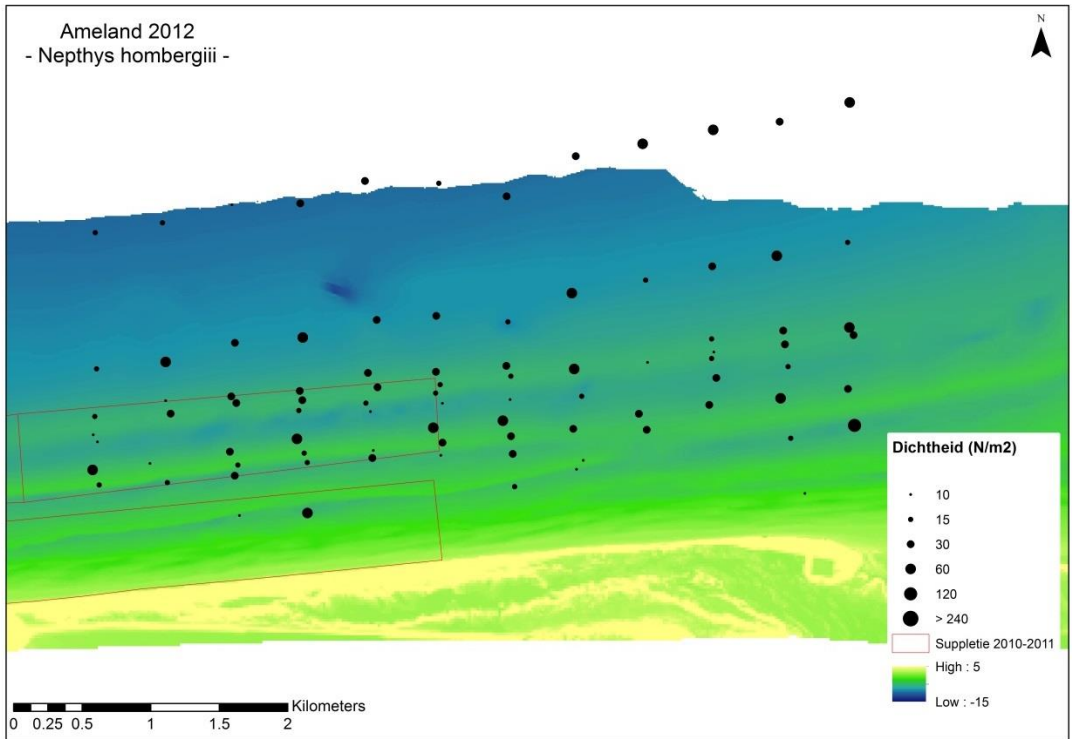 Ameland 2012
- Nepthys hombergiii -
N
Dichtheid (N/m2)
10
15
30
60
120
> 240
Suppletie 2010-2011
High : 5
Low : -15
Kilometers
0 0.25 0.5 1 1.5 2